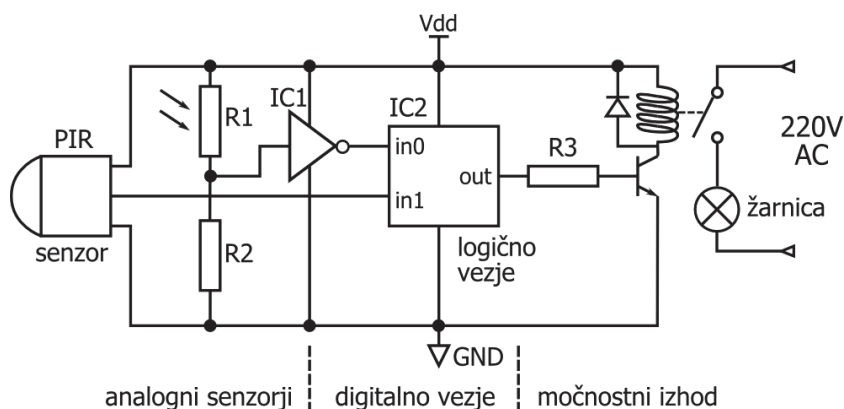 Vdd
IC1
IC2
R1
PIR
in0
R3
220V
AC
out
in1
žarnica
senzor
R2
logično
vezje
GND
analogni senzorji
digitalno vezje
močnostni izhod